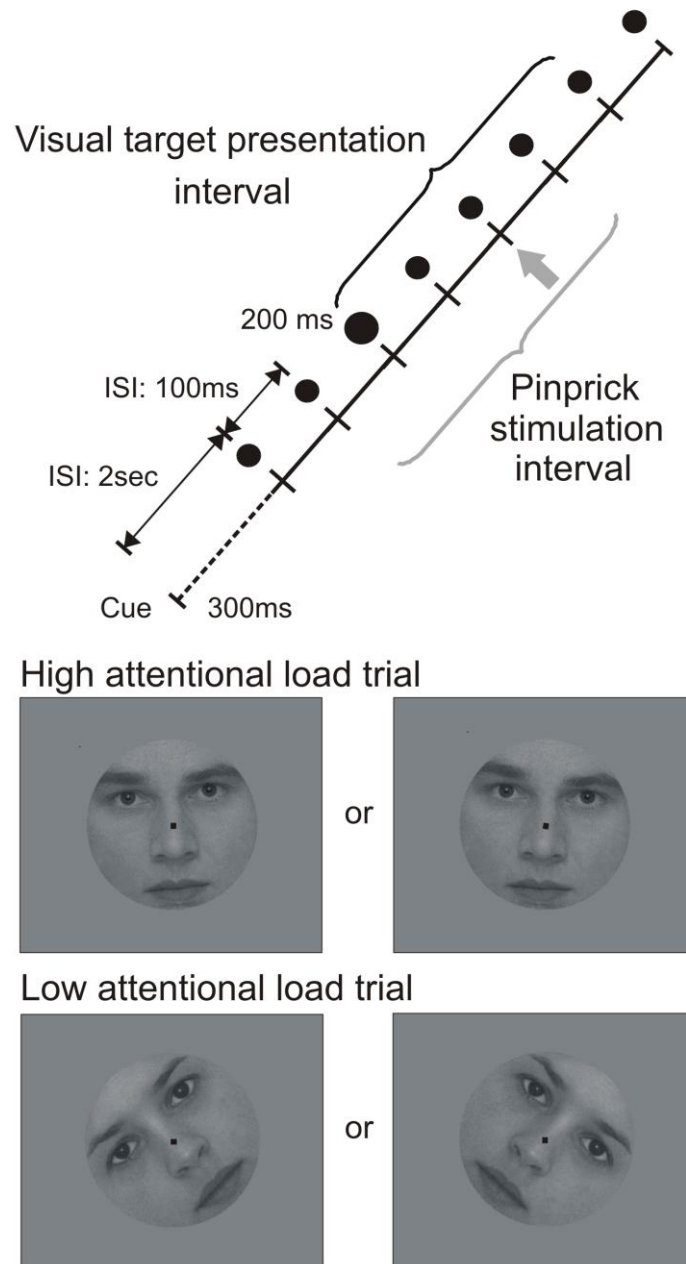 Visual target presentation
interval
200 ms
ISI: 100ms
ISI: 2sec
Pinprick
stimulation
interval
Cue 300ms
High attentional load trial
or
Low attentional load trial
or